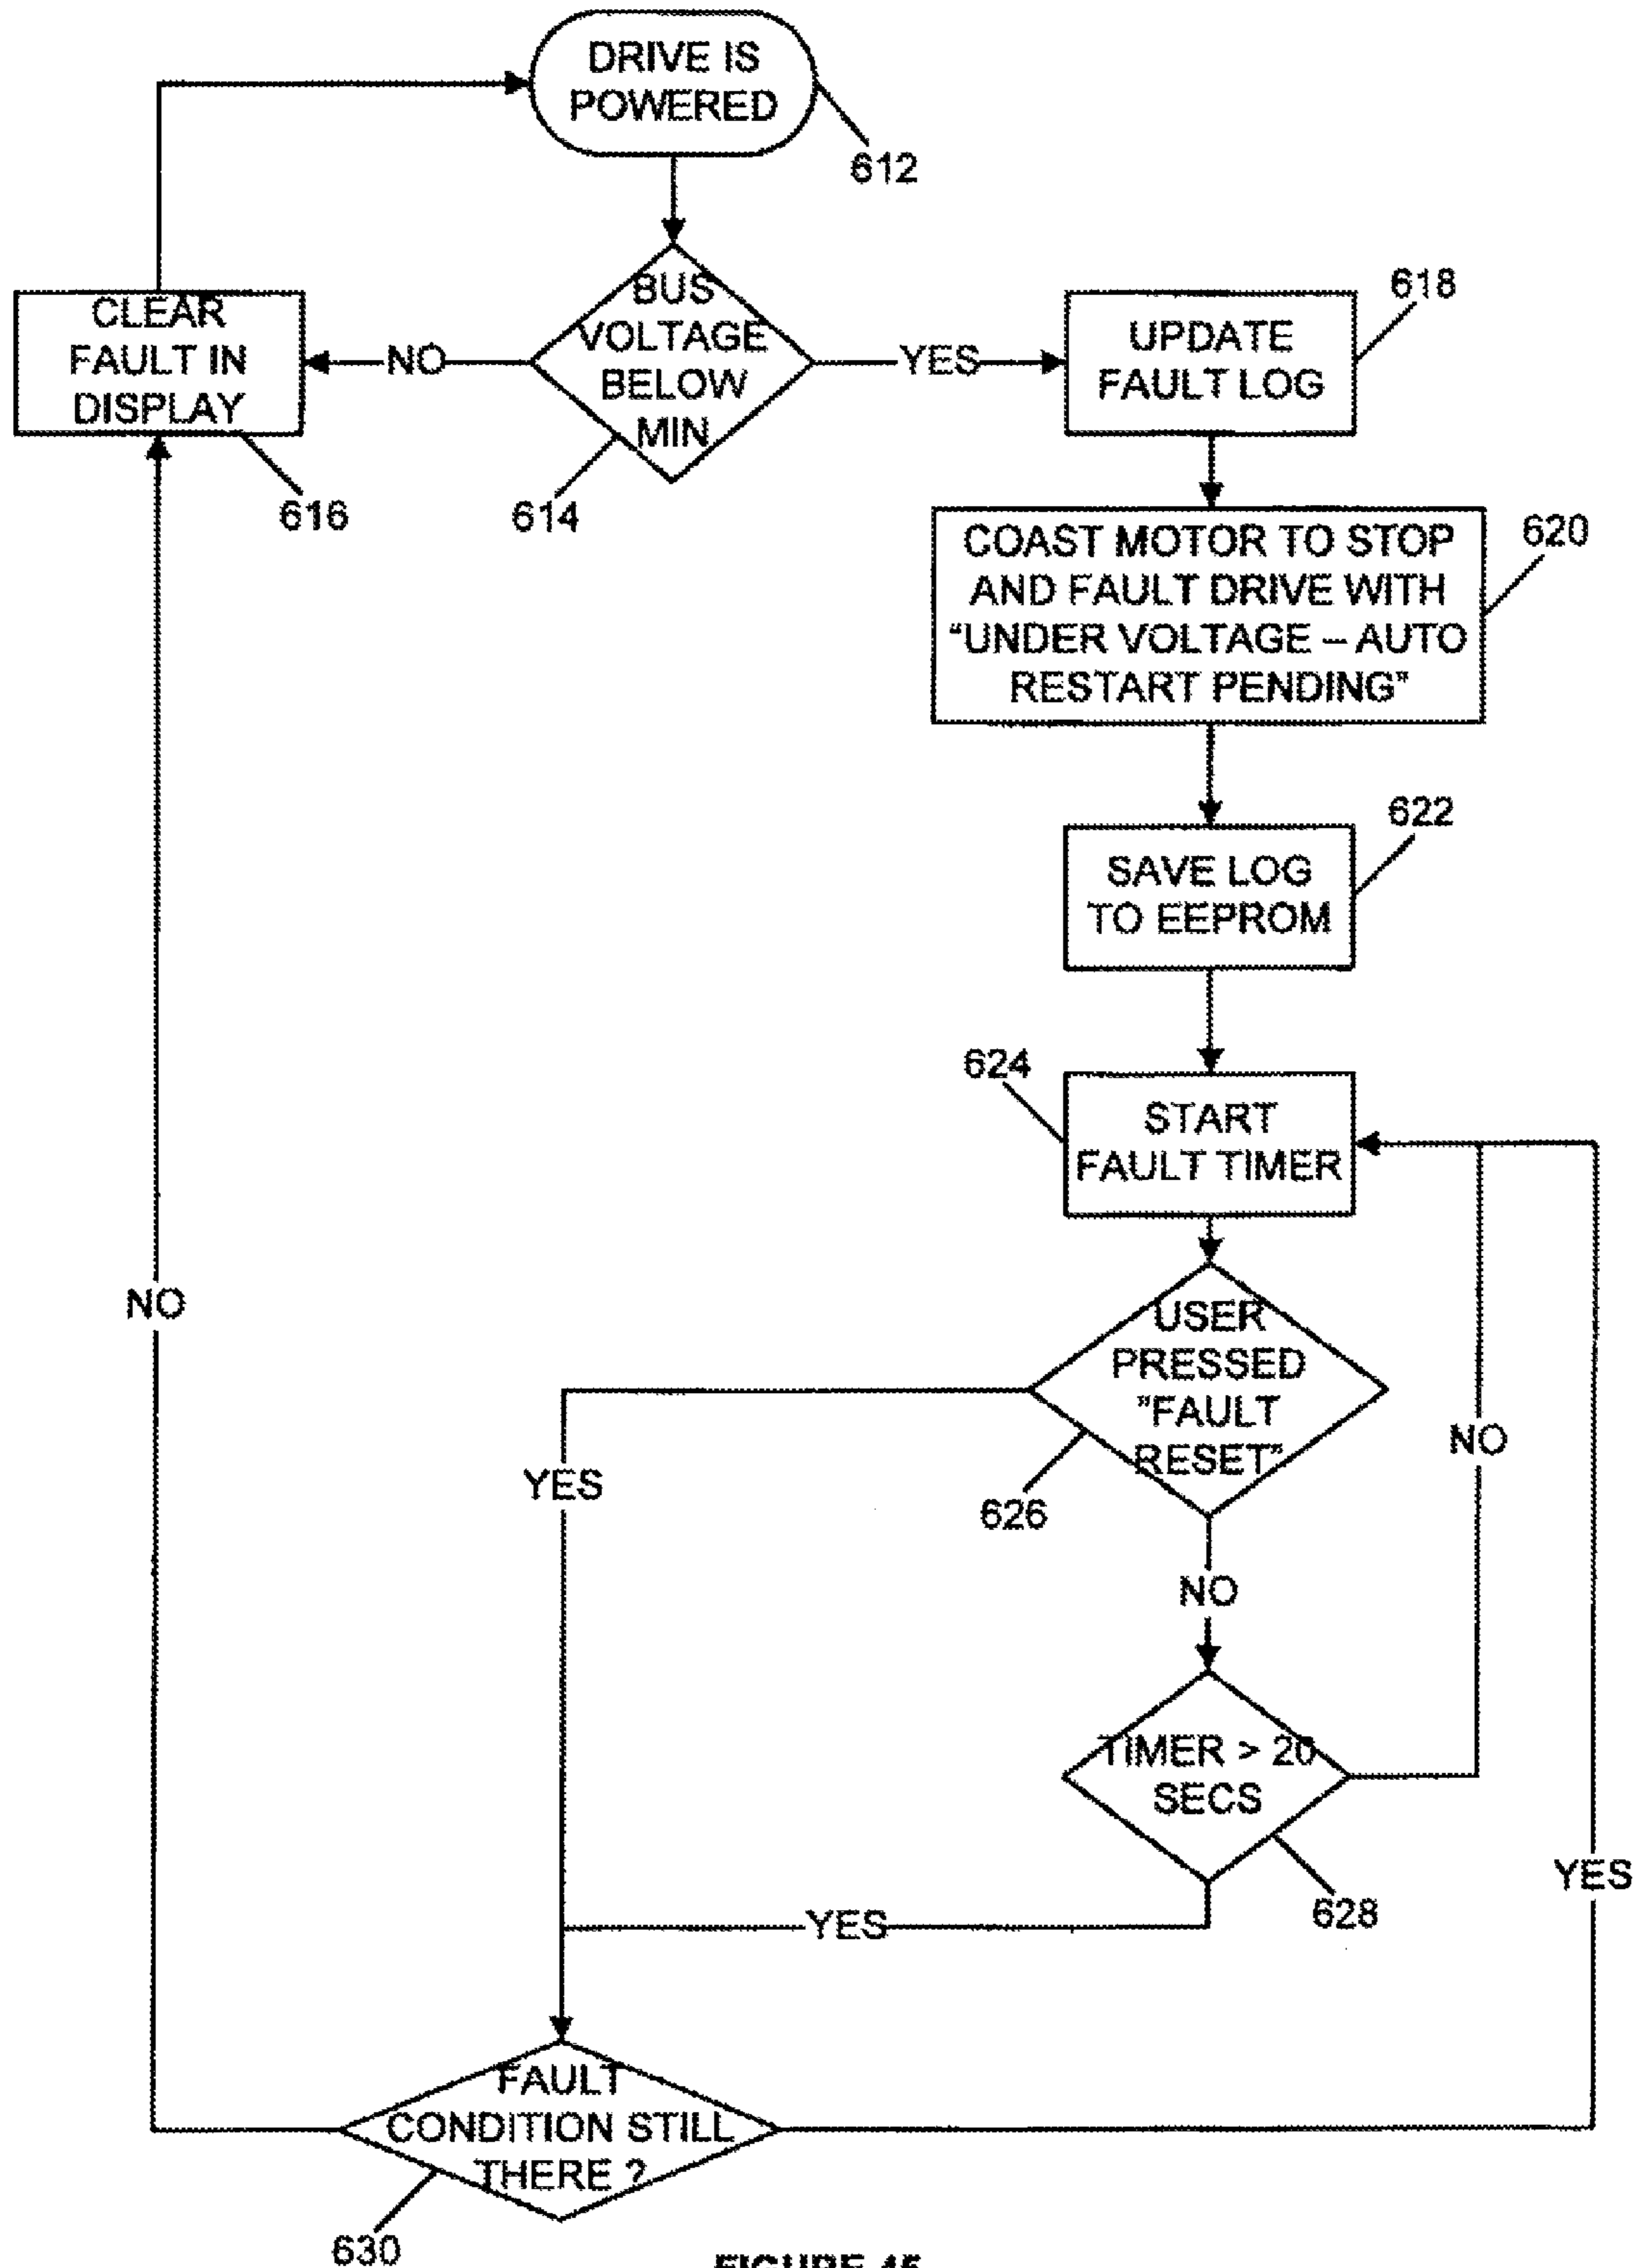 DRIVE IS
POWERED
612
BUS
VOLTAGE
BELOW
MIN
614
NO
CLEAR
FAULT IN
DISPLAY
616
YES
UPDATE
FAULT LOG
618
COAST MOTOR TO STOP
AND FAULT DRIVE WITH
"UNDER VOLTAGE – AUTO
RESTART PENDING"
620
SAVE LOG
TO EEPROM
622
624
START
FAULT TIMER
USER
PRESSED
"FAULT
RESET"
626
YES
NO
TIMER > 20
SECS
628
NO
YES
FAULT
CONDITION STILL
THERE ?
630
NO
YES
FIGURE 45